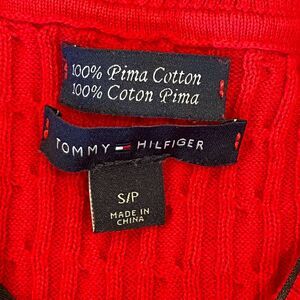 100% Pima Cotton
100% Coton Pima
TOMMY HILFIGER
S/P
MADE IN
CHINA